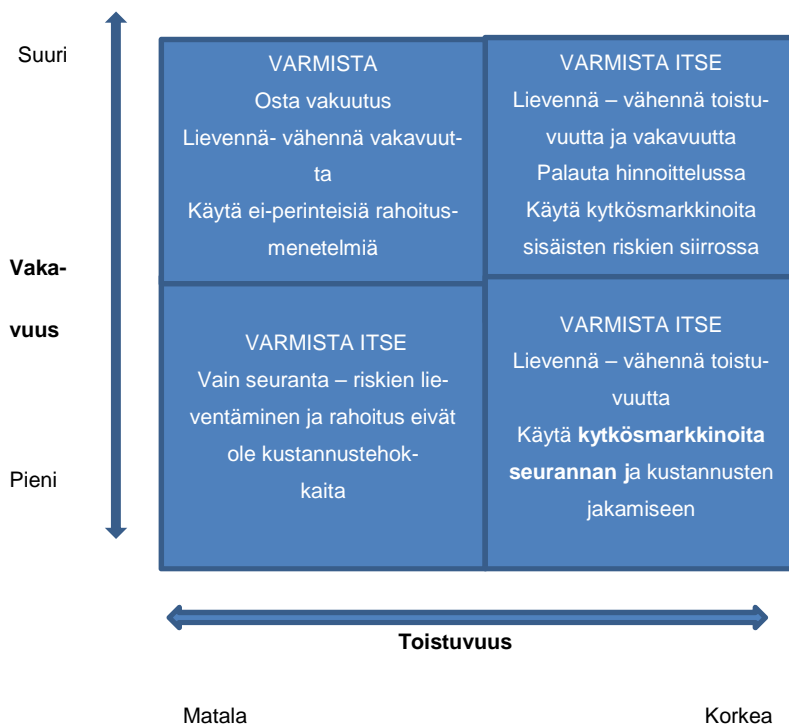 Suuri
VARMISTA
Osta vakuutus
Lievennä- vähennä vakavuut-
ta
Käytä ei-perinteisiä rahoitus-
menetelmiä
VARMISTA ITSE
Lievennä – vähennä toistu-
vuutta ja vakavuutta
Palauta hinnoittelussa
Käytä kytkösmarkkinoita
sisäisten riskien siirrossa
Vaka-
vuus
VARMISTA ITSE
Vain seuranta – riskien lie-
ventäminen ja rahoitus eivät
ole kustannustehok-
kaita
VARMISTA ITSE
Lievennä – vähennä toistu-
vuutta
Käytä kytkösmarkkinoita
seurannan ja kustannusten
jakamiseen
Pieni
Toistuvuus
Matala
Korkea